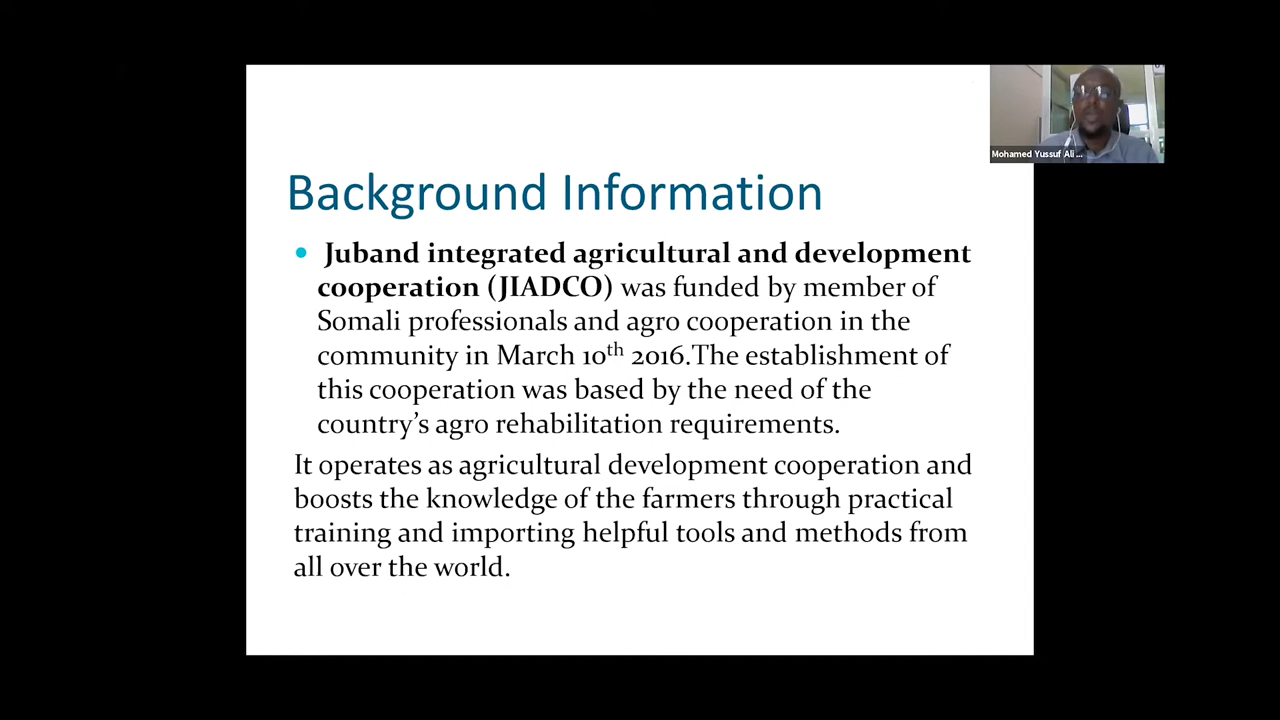 Background Information
Juband integrated agricultural and development
cooperation (JIADCO) was funded by member of
Somali professionals and agro cooperation in the
community in March 10th 2016.The establishment of
this cooperation was based by the need of the
country’s agro rehabilitation requirements.
It operates as agricultural development cooperation and
boosts the knowledge of the farmers through practical
training and importing helpful tools and methods from
all over the world.
Mohamed Yussuf Ali ...